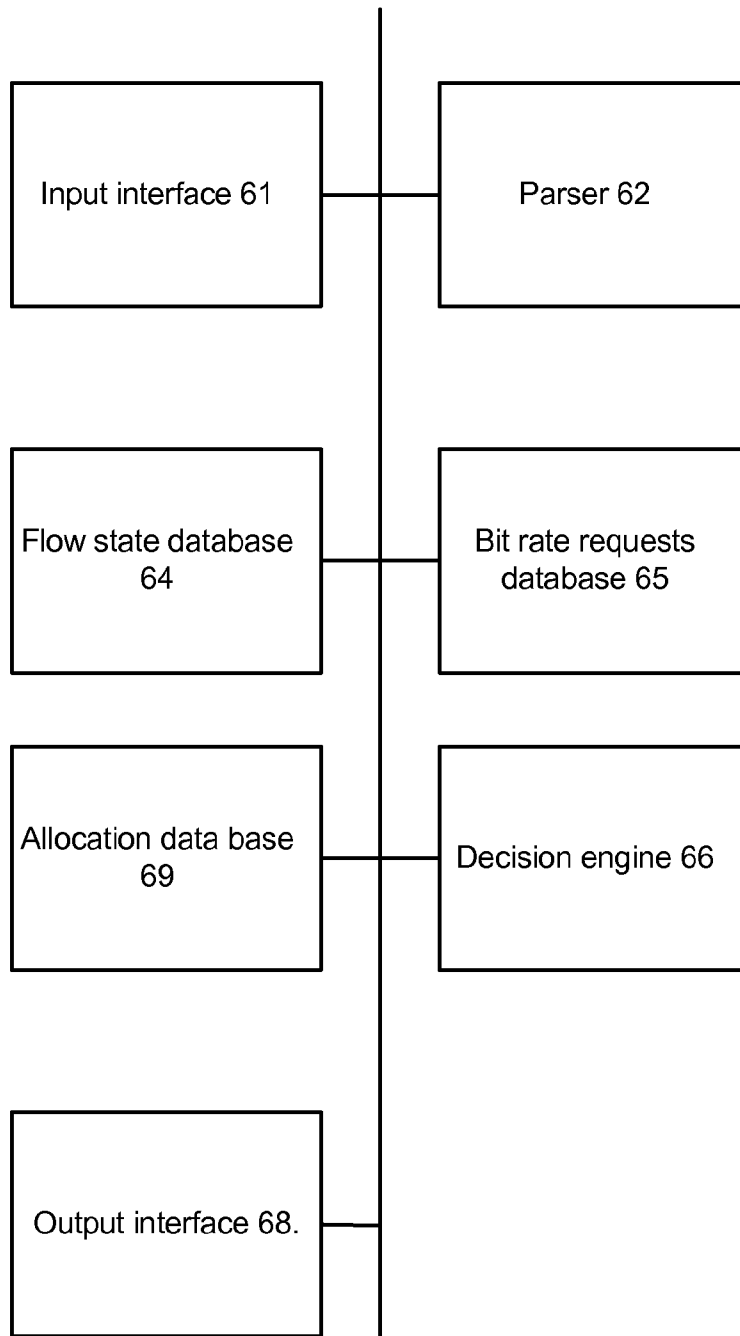 Input interface 61
Parser 62
Flow state database
64
Bit rate requests
database 65
Allocation data base
69
Decision engine 66
Output interface 68.